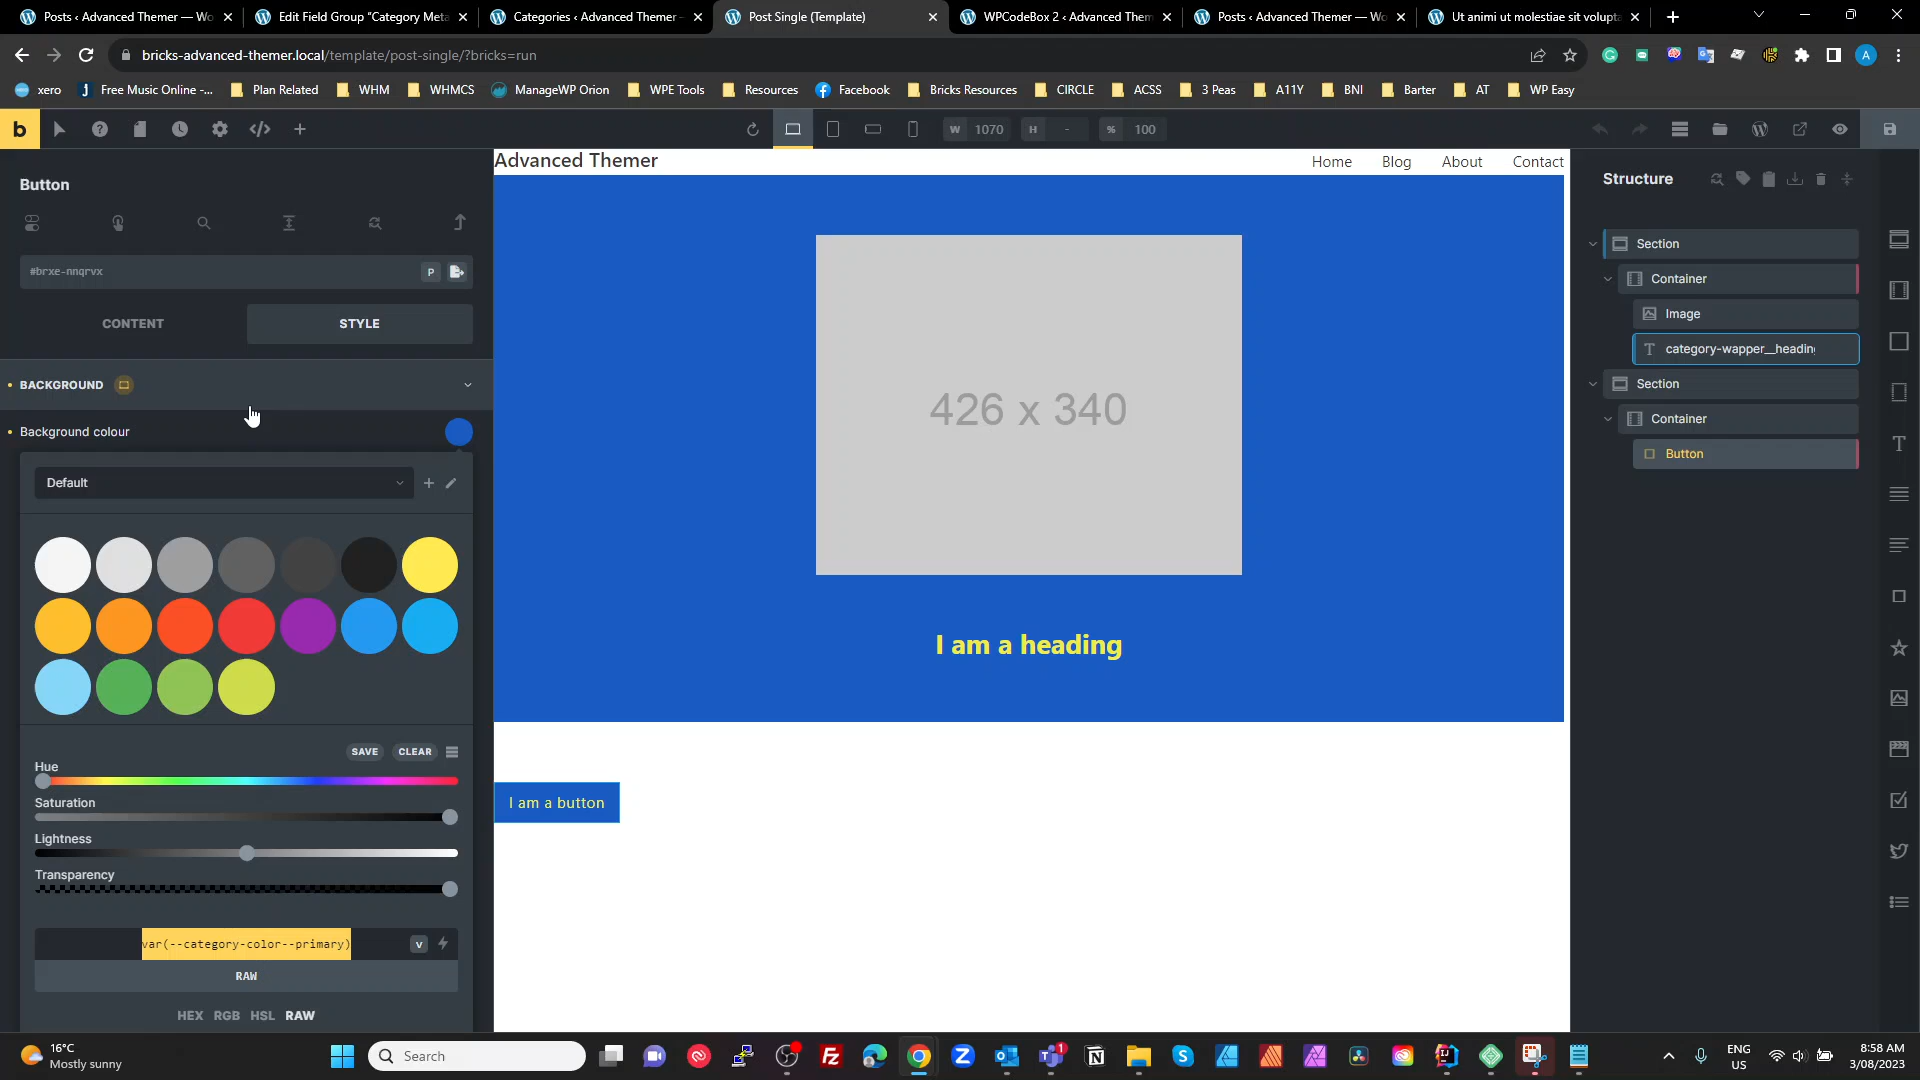 Posts ‹ Advanced Themer — Wo
Edit Field Group "Category Meta
Categories ‹ Advanced Themer
Post Single (Template)
WPCodeBox 2 ‹ Advanced Them
Posts ‹ Advanced Themer — Wo
Ut animi ut molestiae sit volupta
bricks-advanced-themer.local/template/post-single/?bricks=run
A
xero
Free Music Online -...
Plan Related
WHM
WHMCS
ManageWP Orion
WPE Tools
Resources
Facebook
Bricks Resources
CIRCLE
ACSS
3 Peas
A11Y
BNI
Barter
AT
WP Easy
b
W 1070
H -
% 100
Button
#brxe-nnqrvx
P
CONTENT
STYLE
BACKGROUND
Background colour
Default
SAVE
CLEAR
Hue
Saturation
Lightness
Transparency
var(--category-color--primary)
v
RAW
HEX RGB HSL RAW
Advanced Themer
Home
Blog
About
Contact
426 x 340
I am a heading
I am a button
Structure
Section
Container
Image
category-wapper__heading
Section
Container
Button
16°C
Mostly sunny
Search
1
ENG
US
8:58 AM
3/08/2023